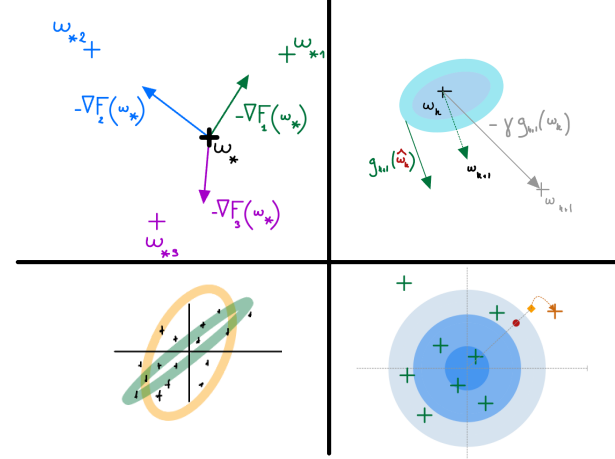 ω*2
ω*1
-∇F₂(ω*)
-∇F₁(ω*)
ω*
-∇F₃(ω*)
ω*3
ωₖ
-γ gₖ₊₁(ωₖ)
gₖ₊₁(ω̂ₖ)
ωₖ₊₁
ωₖ₊₁